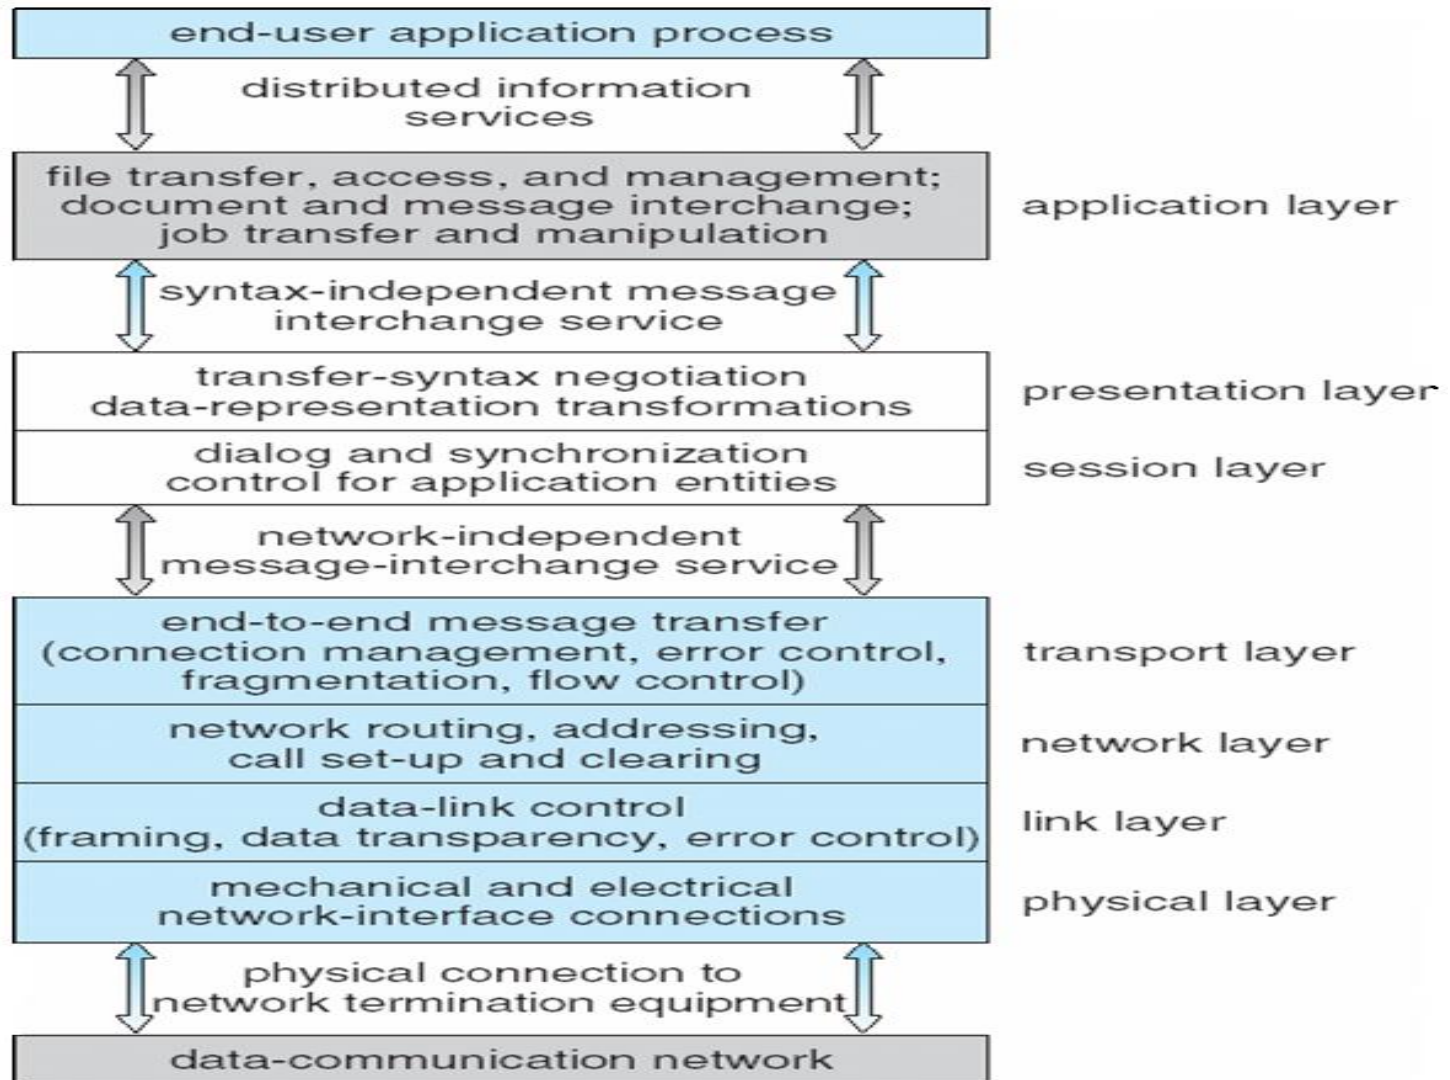 end-user application process
distributed information
services
file transfer, access, and management;
document and message interchange;
job transfer and manipulation
application layer
syntax-independent message
interchange service
transfer-syntax negotiation
data-representation transformations
presentation layer
dialog and synchronization
control for application entities
session layer
network-independent
message-interchange service
end-to-end message transfer
(connection management, error control,
fragmentation, flow control)
transport layer
network routing, addressing,
call set-up and clearing
network layer
data-link control
(framing, data transparency, error control)
link layer
mechanical and electrical
network-interface connections
physical layer
physical connection to
network termination equipment
data-communication network